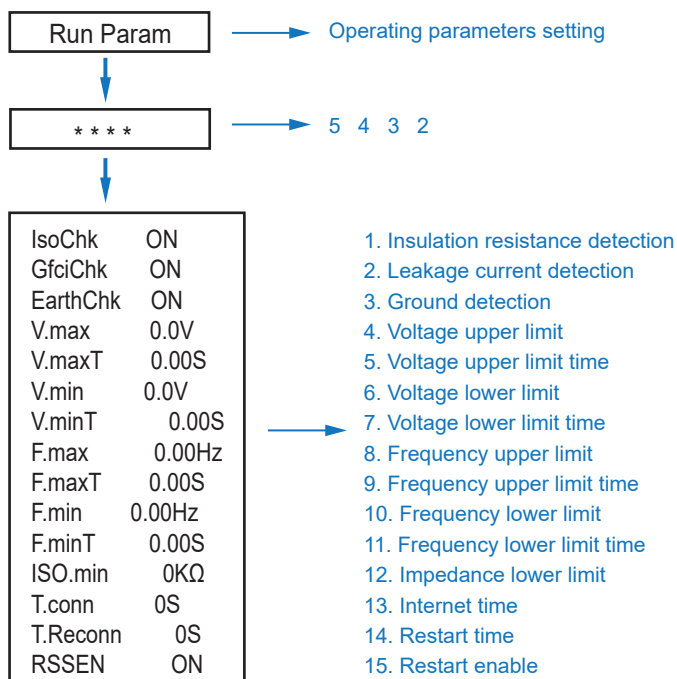 Run Param
Operating parameters setting
* * * *
5 4 3 2
IsoChk ON
GfciChk ON
EarthChk ON
V.max 0.0V
V.maxT 0.00S
V.min 0.0V
V.minT 0.00S
F.max 0.00Hz
F.maxT 0.00S
F.min 0.00Hz
F.minT 0.00S
ISO.min 0KΩ
T.conn 0S
T.Reconn 0S
RSSEN ON
1. Insulation resistance detection
2. Leakage current detection
3. Ground detection
4. Voltage upper limit
5. Voltage upper limit time
6. Voltage lower limit
7. Voltage lower limit time
8. Frequency upper limit
9. Frequency upper limit time
10. Frequency lower limit
11. Frequency lower limit time
12. Impedance lower limit
13. Internet time
14. Restart time
15. Restart enable